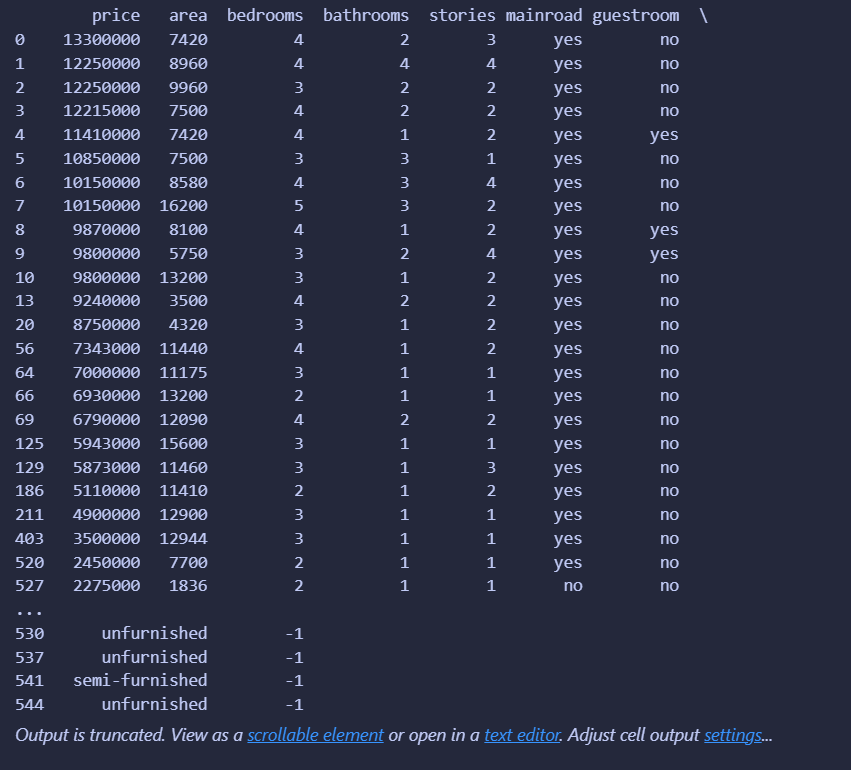 price area bedrooms bathrooms stories mainroad guestroom \
0 13300000 7420 4 2 3 yes no
1 12250000 8960 4 4 4 yes no
2 12250000 9960 3 2 2 yes no
3 12215000 7500 4 2 2 yes no
4 11410000 7420 4 1 2 yes yes
5 10850000 7500 3 3 1 yes no
6 10150000 8580 4 3 4 yes no
7 10150000 16200 5 3 2 yes no
8 9870000 8100 4 1 2 yes yes
9 9800000 5750 3 2 4 yes yes
10 9800000 13200 3 1 2 yes no
13 9240000 3500 4 2 2 yes no
20 8750000 4320 3 1 2 yes no
56 7343000 11440 4 1 2 yes no
64 7000000 11175 3 1 1 yes no
66 6930000 13200 2 1 1 yes no
69 6790000 12090 4 2 2 yes no
125 5943000 15600 3 1 1 yes no
129 5873000 11460 3 1 3 yes no
186 5110000 11410 2 1 2 yes no
211 4900000 12900 3 1 1 yes no
403 3500000 12944 3 1 1 yes no
520 2450000 7700 2 1 1 yes no
527 2275000 1836 2 1 1 no no
...
530 unfurnished -1
537 unfurnished -1
541 semi-furnished -1
544 unfurnished -1
Output is truncated. View as a scrollable element or open in a text editor. Adjust cell output settings...